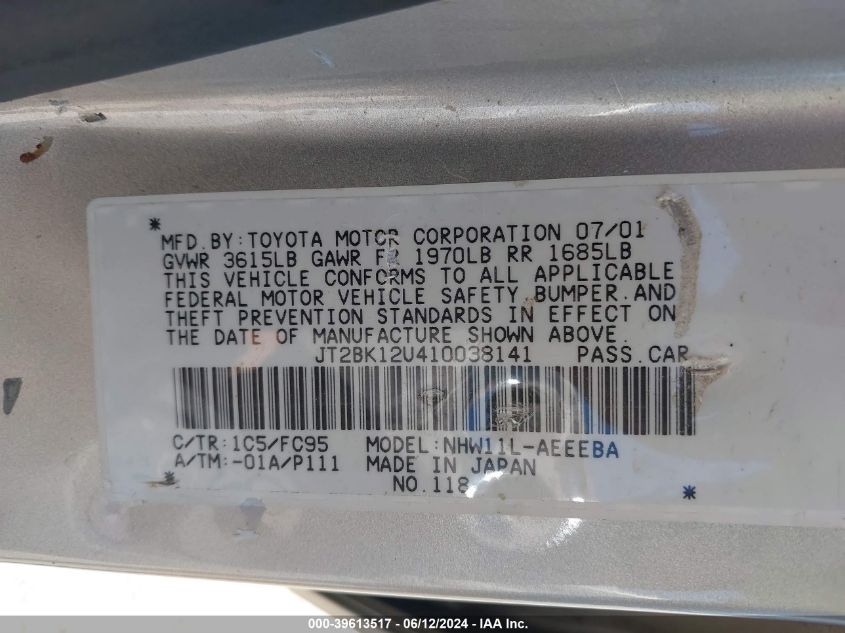 MFD.BY:TOYOTA MOTOR CORPORATION 07/01
GVWR 3615LB GAWR FR 1970LB RR 1685LB
THIS VEHICLE CONFORMS TO ALL APPLICABLE
FEDERAL MOTOR VEHICLE SAFETY, BUMPER, AND
THEFT PREVENTION STANDARDS IN EFFECT ON
THE DATE OF MANUFACTURE SHOWN ABOVE.
JT2BK12U410038141 PASS.CAR
C/TR:1C5/FC95 MODEL:NHW11L-AEEEBA
A/TM:-01A/P111 MADE IN JAPAN
NO.118
000-39613517 - 06/12/2024 - © IAA Inc.